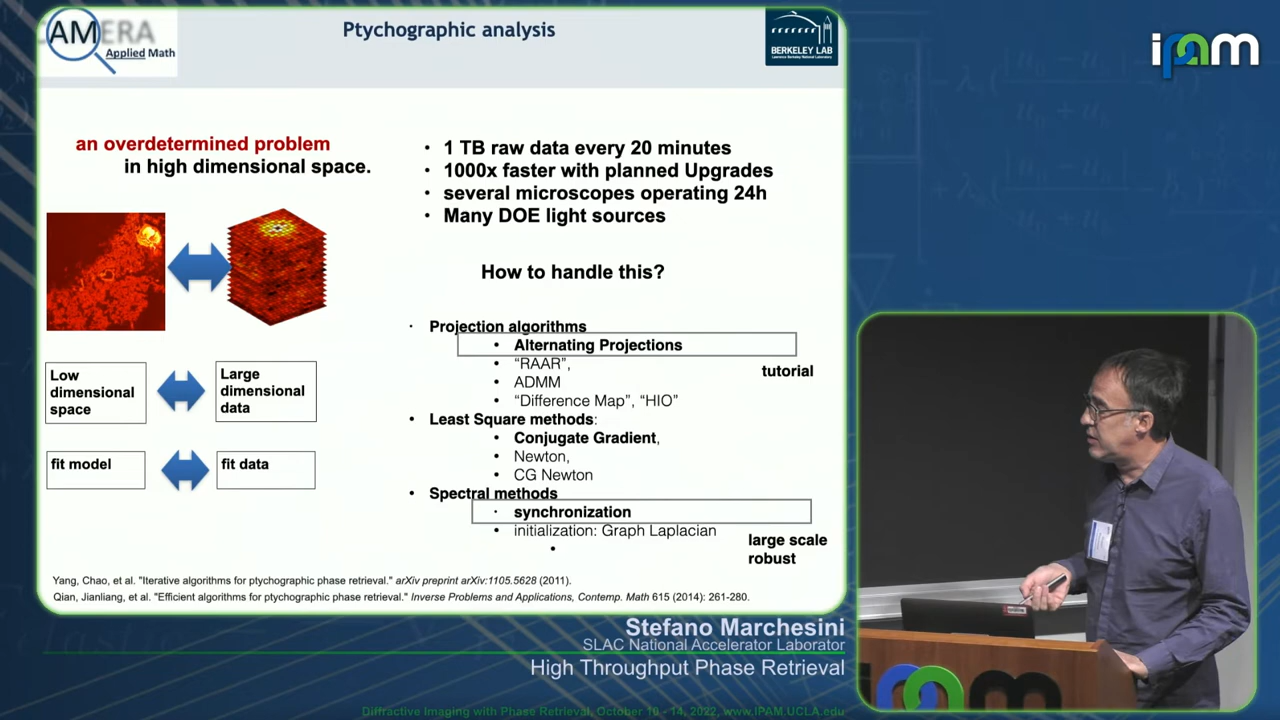 CAMERA
Applied Math
Ptychographic analysis
BERKELEY LAB
Lawrence Berkeley National Laboratory
ipam
an overdetermined problem
in high dimensional space.
Low
dimensional
space
Large
dimensional
data
fit model
fit data
• 1 TB raw data every 20 minutes
• 1000x faster with planned Upgrades
• several microscopes operating 24h
• Many DOE light sources
How to handle this?
• Projection algorithms
• Alternating Projections
• “RAAR”,
• ADMM
• “Difference Map”, “HIO”
tutorial
• Least Square methods:
• Conjugate Gradient,
• Newton,
• CG Newton
• Spectral methods
• synchronization
• initialization: Graph Laplacian
•
large scale
robust
Yang, Chao, et al. "Iterative algorithms for ptychographic phase retrieval." arXiv preprint arXiv:1105.5628 (2011).
Qian, Jianliang, et al. "Efficient algorithms for ptychographic phase retrieval." Inverse Problems and Applications, Contemp. Math 615 (2014): 261-280.
Stefano Marchesini
SLAC National Accelerator Laborator
High Throughput Phase Retrieval
Diffractive Imaging with Phase Retrieval, October 10 - 14, 2022, www.IPAM.UCLA.edu